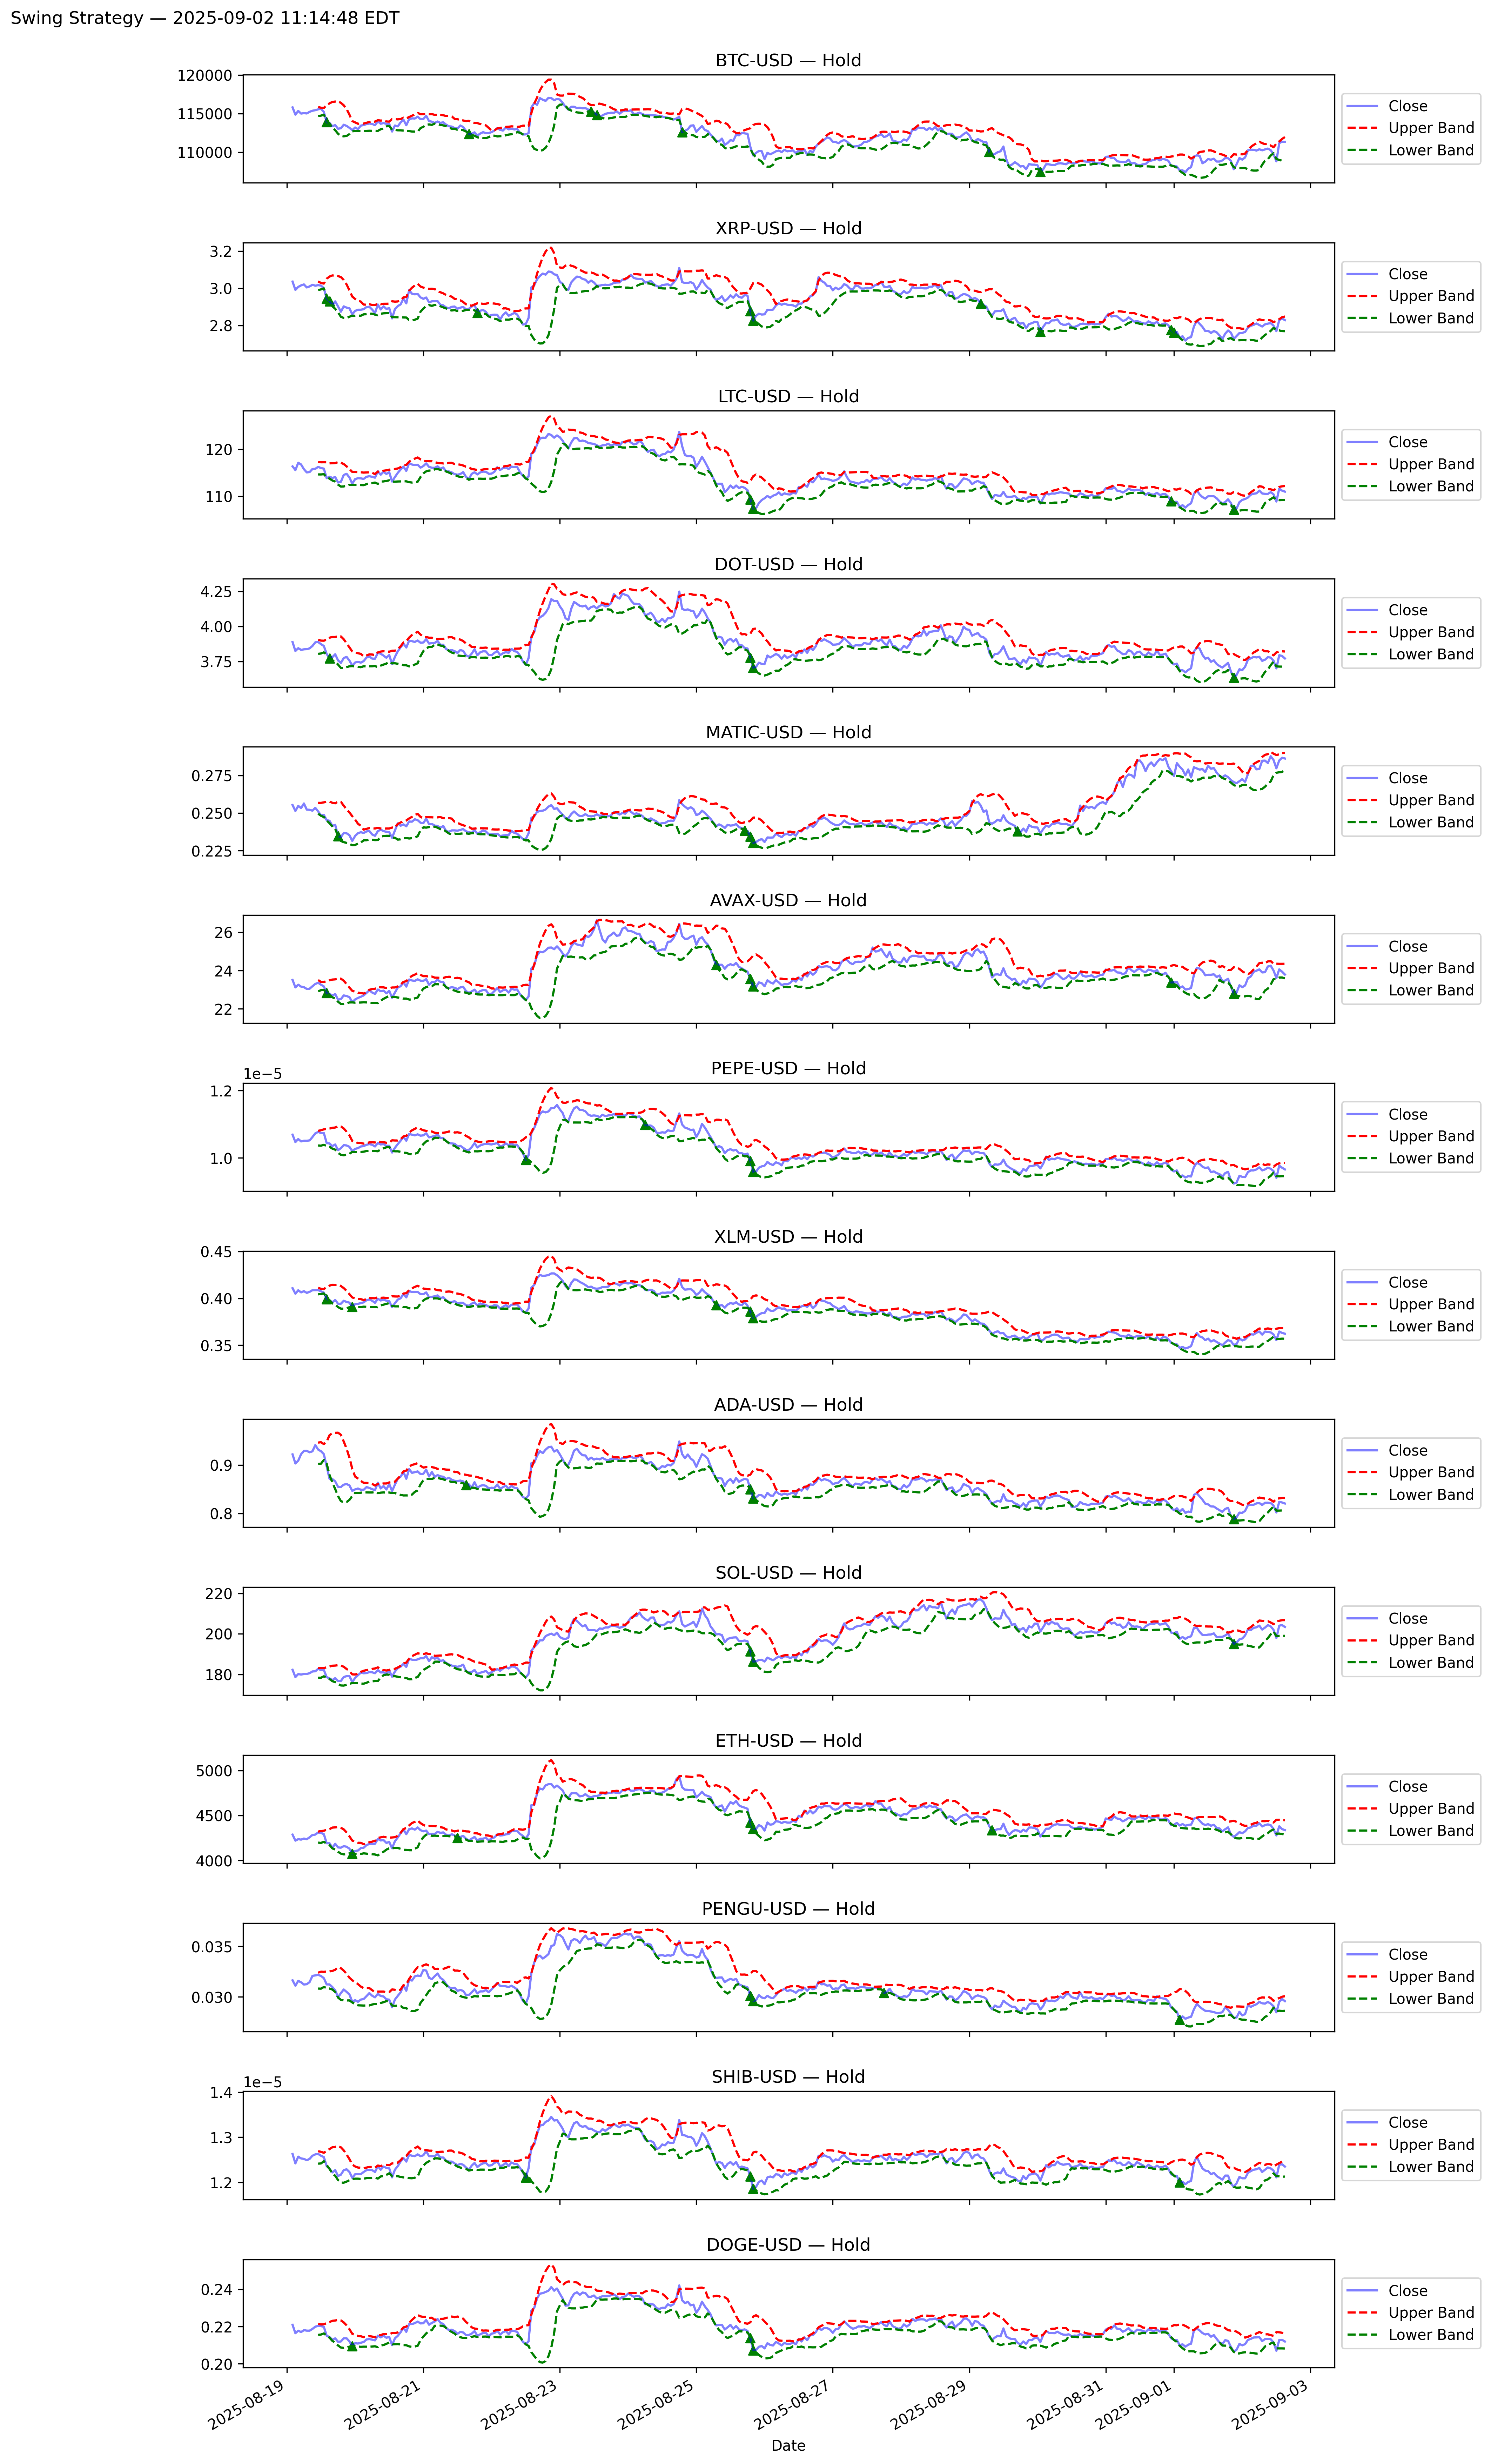 Swing Strategy — 2025-09-02 11:14:48 EDT
BTC-USD — Hold
120000
115000
110000
Close
Upper Band
Lower Band
XRP-USD — Hold
3.2
3.0
2.8
Close
Upper Band
Lower Band
LTC-USD — Hold
120
110
Close
Upper Band
Lower Band
DOT-USD — Hold
4.25
4.00
3.75
Close
Upper Band
Lower Band
MATIC-USD — Hold
0.275
0.250
0.225
Close
Upper Band
Lower Band
AVAX-USD — Hold
26
24
22
Close
Upper Band
Lower Band
PEPE-USD — Hold
1e−5
1.2
1.0
Close
Upper Band
Lower Band
XLM-USD — Hold
0.45
0.40
0.35
Close
Upper Band
Lower Band
ADA-USD — Hold
0.9
0.8
Close
Upper Band
Lower Band
SOL-USD — Hold
220
200
180
Close
Upper Band
Lower Band
ETH-USD — Hold
5000
4500
4000
Close
Upper Band
Lower Band
PENGU-USD — Hold
0.035
0.030
Close
Upper Band
Lower Band
SHIB-USD — Hold
1e−5
1.4
1.3
1.2
Close
Upper Band
Lower Band
DOGE-USD — Hold
0.24
0.22
0.20
Close
Upper Band
Lower Band
2025-08-19
2025-08-21
2025-08-23
2025-08-25
2025-08-27
2025-08-29
2025-08-31
2025-09-01
2025-09-03
Date